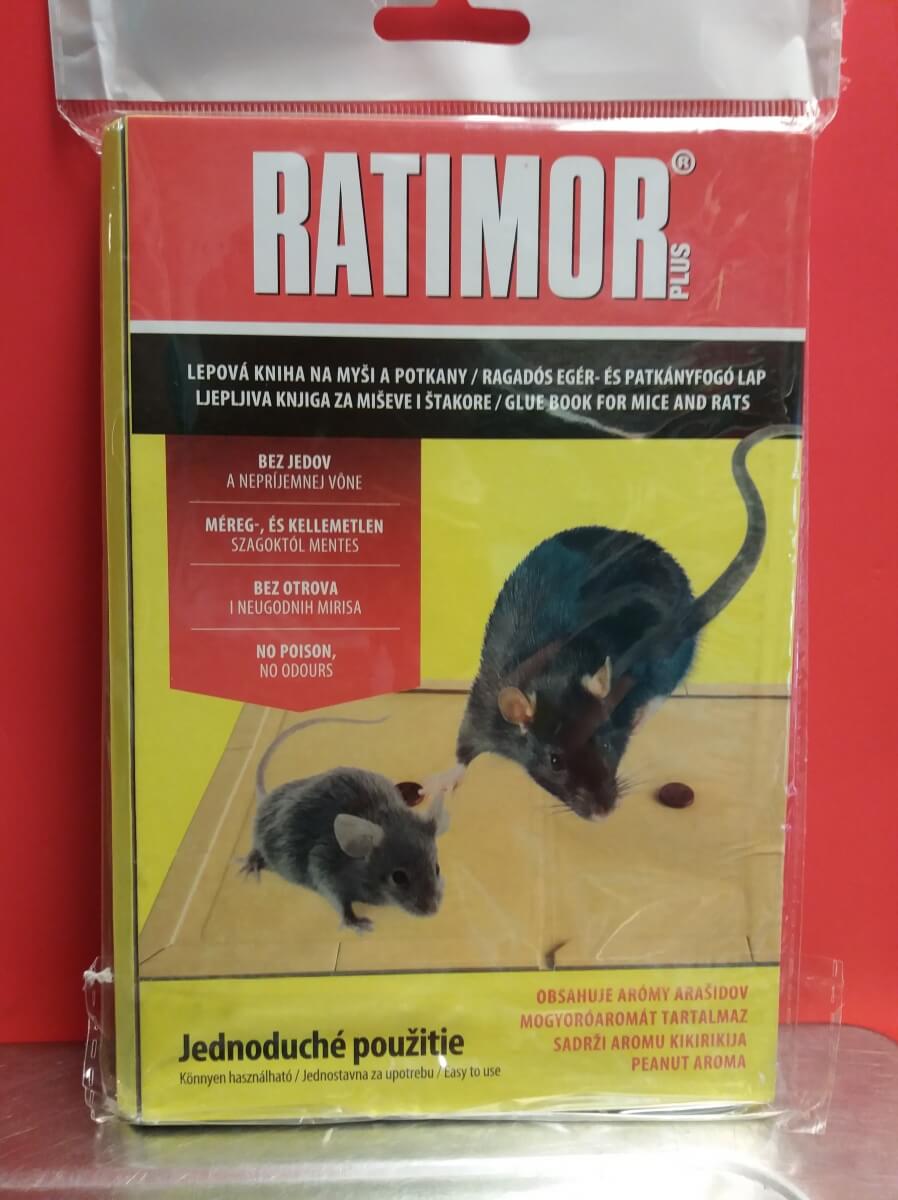 RATIMOR®
PLUS
LEPOVÁ KNIHA NA MYŠI A POTKANY / RAGADÓS EGÉR- ÉS PATKÁNYFOGÓ LAP
LJEPLJIVA KNJIGA ZA MIŠEVE I ŠTAKORE / GLUE BOOK FOR MICE AND RATS
BEZ JEDOV
A NEPRÍJEMNEJ VÔNE
MÉREG-, ÉS KELLEMETLEN
SZAGOKTÓL MENTES
BEZ OTROVA
I NEUGODNIH MIRISA
NO POISON,
NO ODOURS
OBSAHUJE ARÓMY ARAŠIDOV
MOGYORÓAROMÁT TARTALMAZ
SADRŽI AROMU KIKIRIKIJA
PEANUT AROMA
Jednoduché použitie
Könnyen használható / Jednostavna za upotrebu / Easy to use